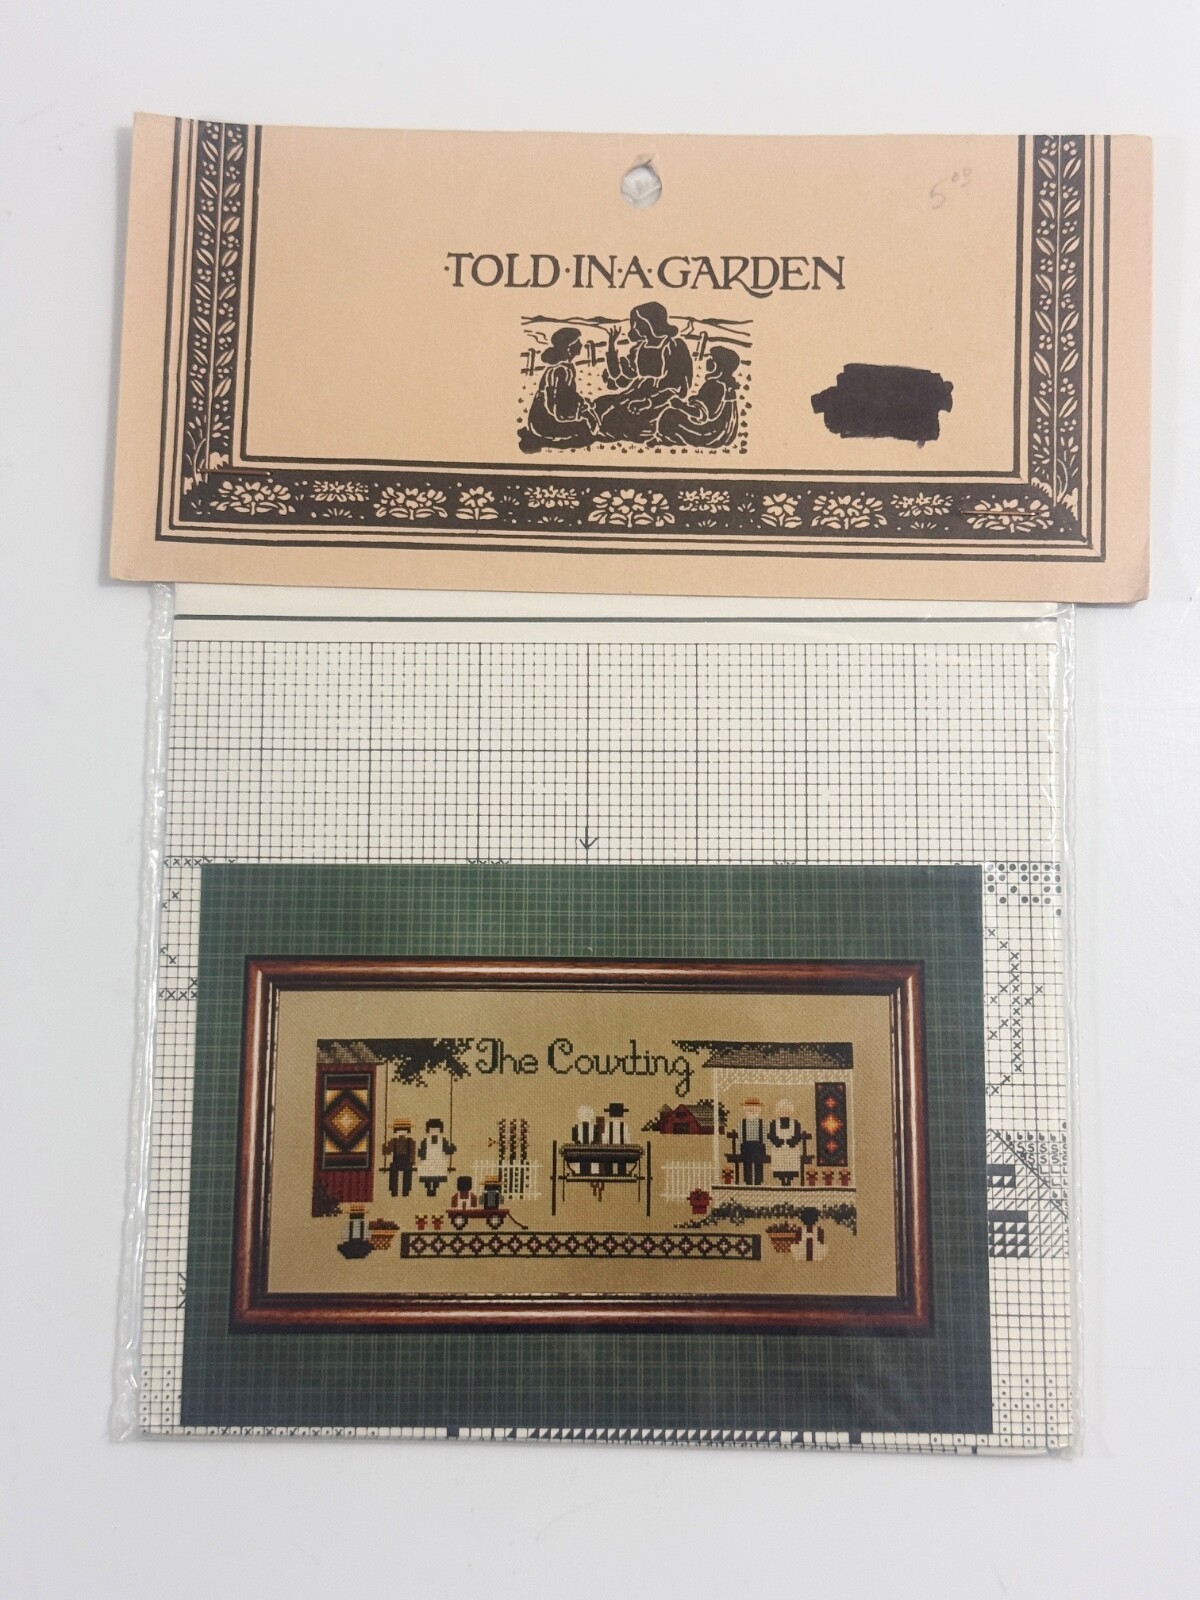 5.00
·TOLD·IN·A·GARDEN
The Courting